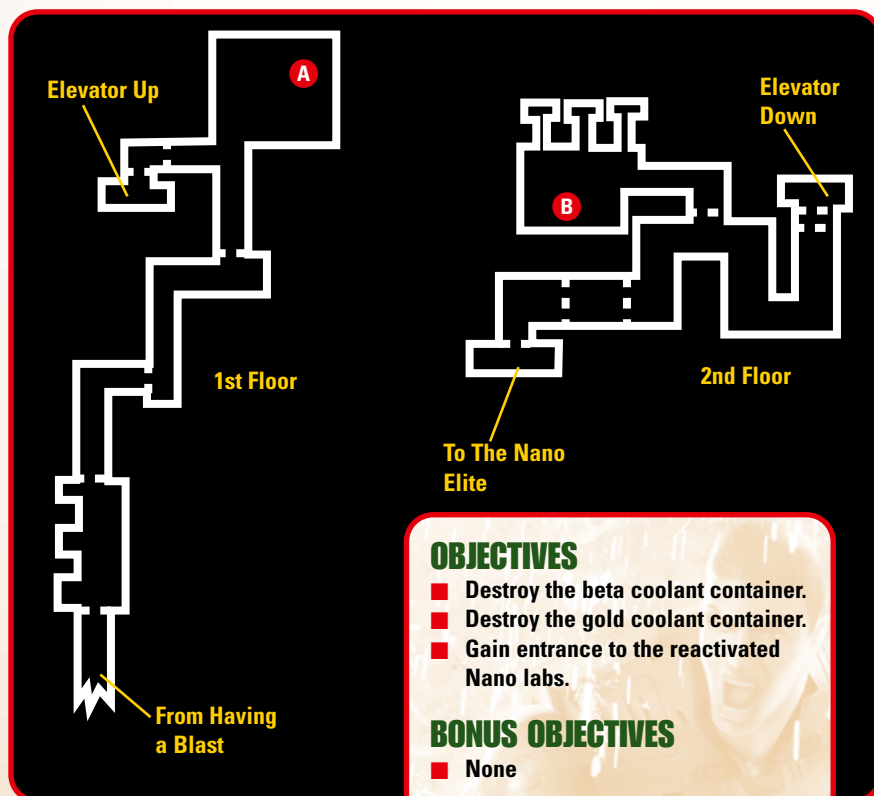 A
Elevator Up
1st Floor
From Having
a Blast
Elevator
Down
B
2nd Floor
To The Nano
Elite
OBJECTIVES
Destroy the beta coolant container.
Destroy the gold coolant container.
Gain entrance to the reactivated
Nano labs.
BONUS OBJECTIVES
None